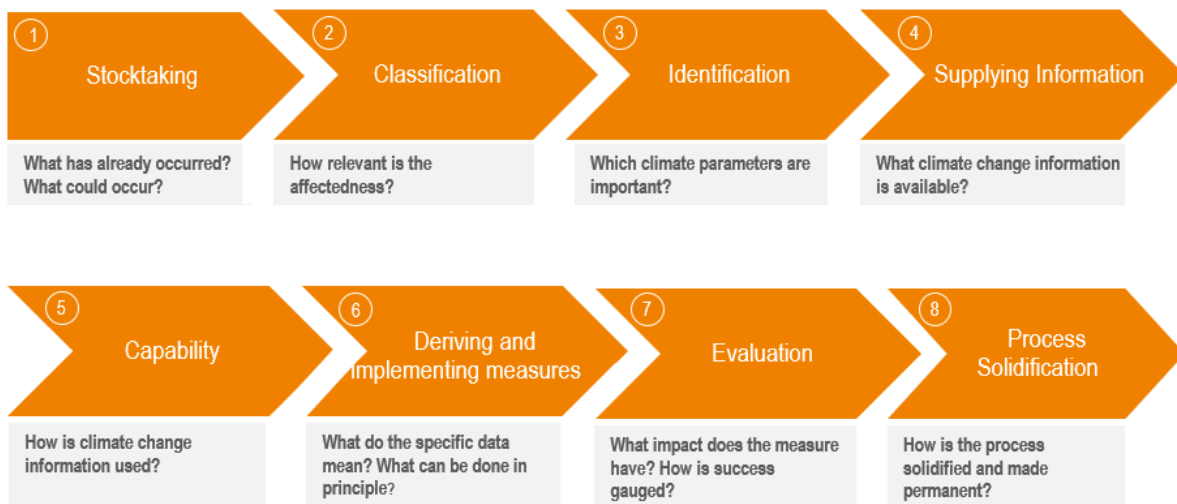 1
Stocktaking
What has already occurred?
What could occur?
2
Classification
How relevant is the
affectedness?
3
Identification
Which climate parameters are
important?
4
Supplying Information
What climate change information
is available?
5
Capability
How is climate change
information used?
6
Deriving and
implementing measures
What do the specific data
mean? What can be done in
principle?
7
Evaluation
What impact does the measure
have? How is success
gauged?
8
Process
Solidification
How is the process
solidified and made
permanent?